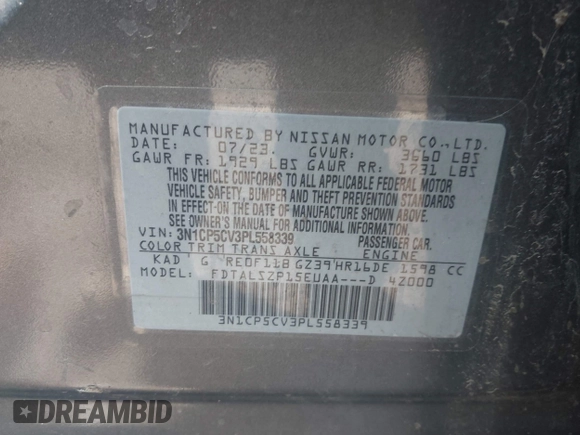 MANUFACTURED BY NISSAN MOTOR CO.,LTD.
DATE: 07/23. GVWR: 3660 LBS
GAWR FR: 1929 LBS GAWR RR: 1731 LBS
THIS VEHICLE CONFORMS TO ALL APPLICABLE FEDERAL MOTOR
VEHICLE SAFETY, BUMPER AND THEFT PREVENTION STANDARDS
IN EFFECT ON THE DATE OF MANUFACTURE SHOWN ABOVE.
SEE OWNER'S MANUAL FOR ADDITIONAL INFORMATION.
VIN: 3N1CP5CV3PL558339 PASSENGER CAR.
COLOR TRIM TRANS AXLE ENGINE
KAD G RE0F11B GZ39 HR16DE 1598 CC
MODEL: FDTALSZP15EUAA---D 42000
3N1CP5CV3PL558339
DREAMBID